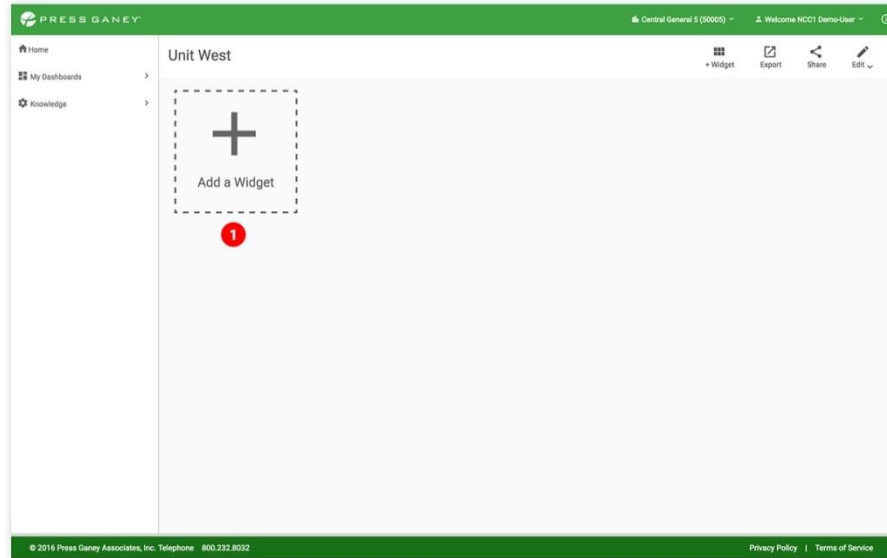 PRESS GANEY
Central General 5 (50005)
Welcome NCC1 Demo-User
Home
My Dashboards
Knowledge
Unit West
+ Widget
Export
Share
Edit
Add a Widget
1
© 2016 Press Ganey Associates, Inc. Telephone 800.232.8032
Privacy Policy | Terms of Service